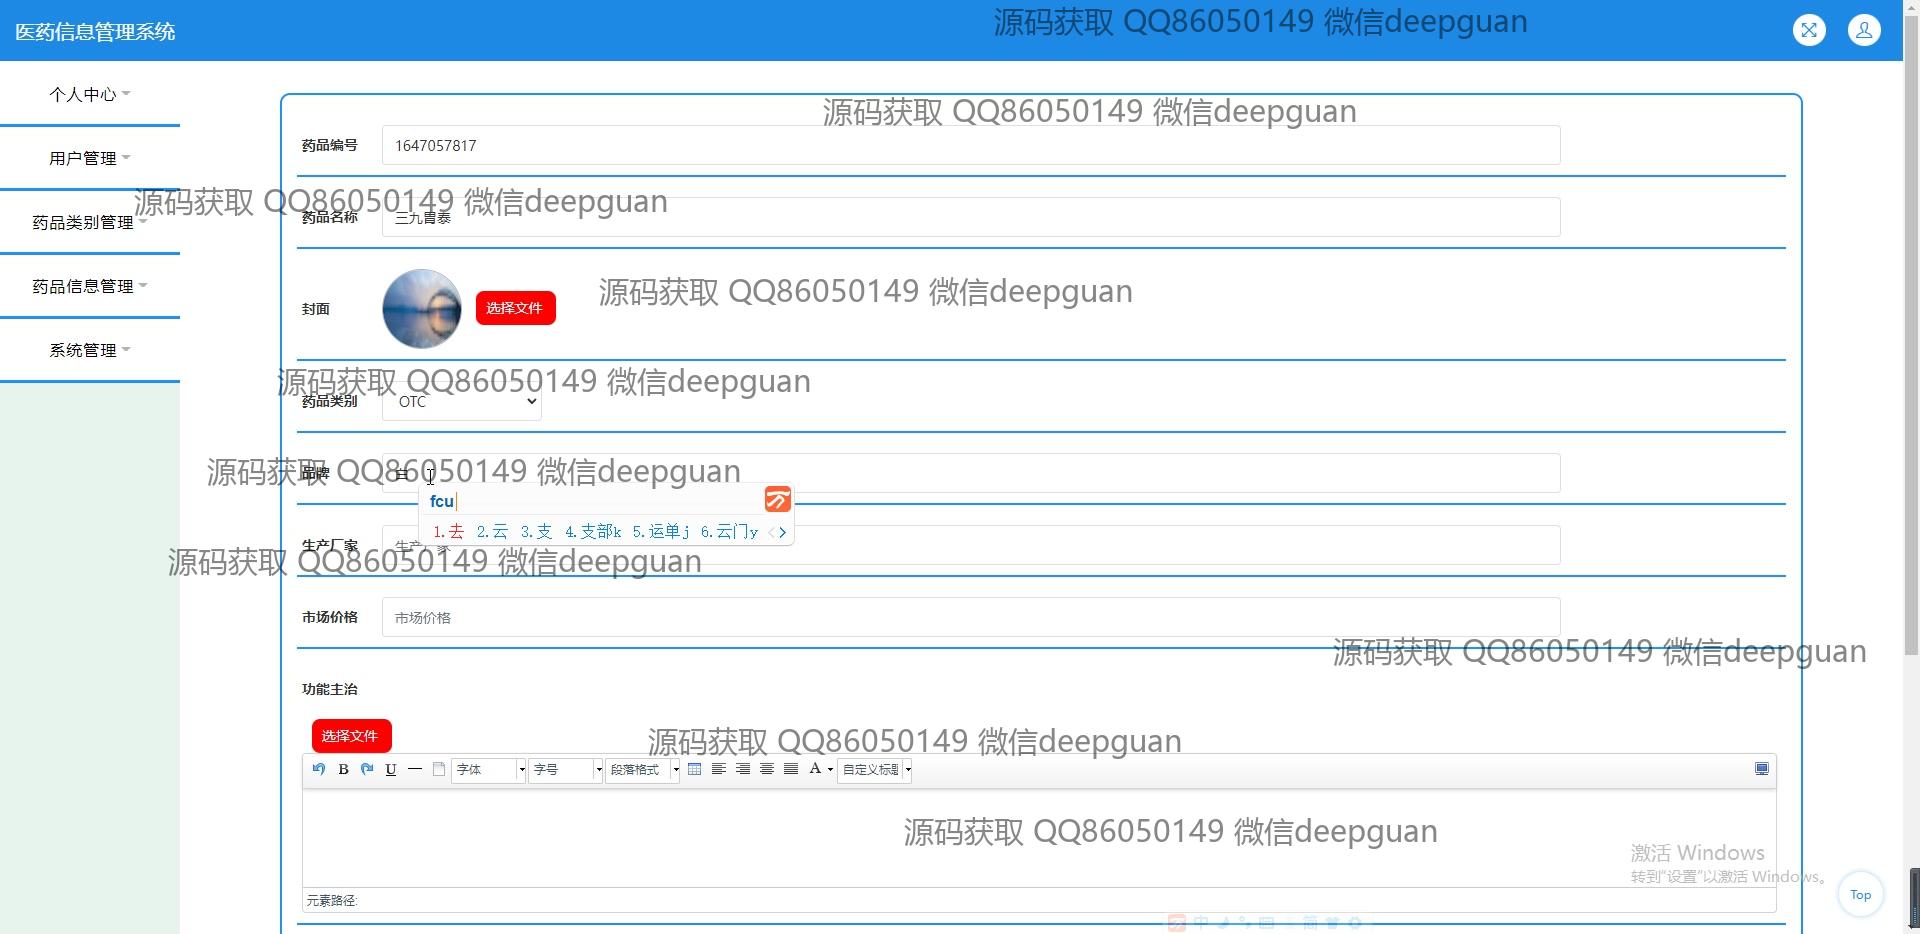 医药信息管理系统
源码获取 QQ86050149 微信deepguan
个人中心
用户管理
药品类别管理
药品信息管理
系统管理
源码获取 QQ86050149 微信deepguan
药品编号 1647057817
源码获取 QQ86050149 微信deepguan
药品名称 三九胃泰
封面 选择文件
源码获取 QQ86050149 微信deepguan
源码获取 QQ86050149 微信deepguan
药品类别 OTC
源码获取 QQ86050149 微信deepguan
品牌
fcu
1.去 2.云 3.支 4.支部k 5.运单j 6.云门y
生产厂家 生产厂家
源码获取 QQ86050149 微信deepguan
市场价格 市场价格
源码获取 QQ86050149 微信deepguan
功能主治
选择文件
源码获取 QQ86050149 微信deepguan
B U 字体 字号 段落格式 A 自定义标题
源码获取 QQ86050149 微信deepguan
激活 Windows
转到"设置"以激活 Windows。
Top
元素路径:
中 简